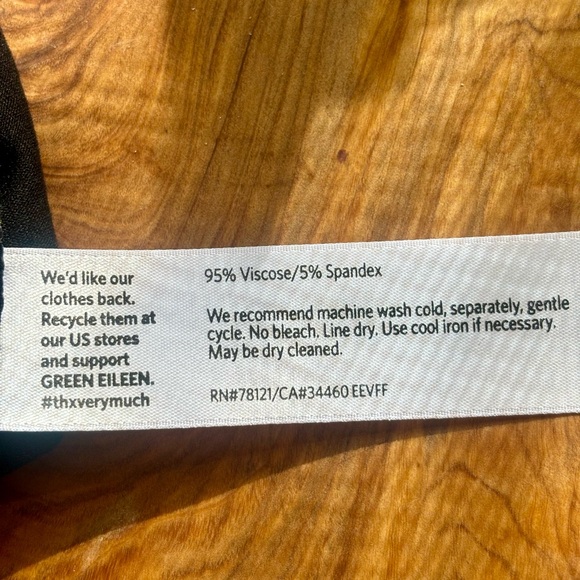 We'd like our
clothes back.
Recycle them at
our US stores
and support
GREEN EILEEN.
#thxverymuch
95% Viscose/5% Spandex
We recommend machine wash cold, separately, gentle
cycle. No bleach. Line dry. Use cool iron if necessary.
May be dry cleaned.
RN#78121/CA#34460 EEVFF